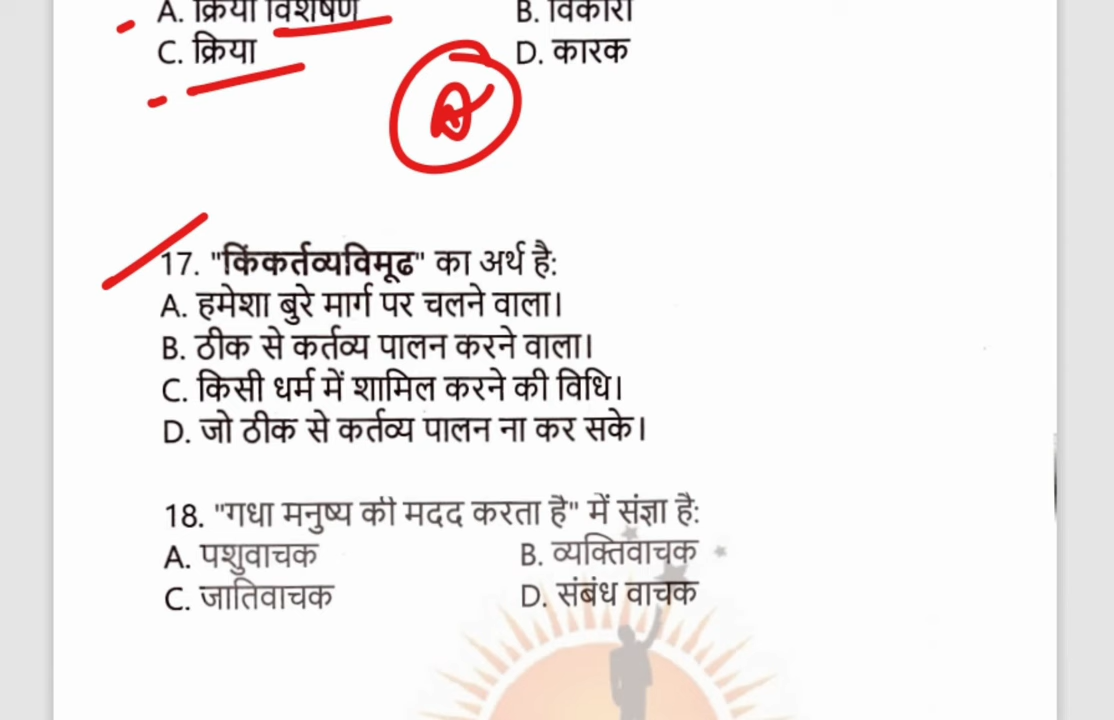 A. क्रिया विशेषण B. विकारी
C. क्रिया D. कारक
17. "किंकर्तव्यविमूढ" का अर्थ है:
A. हमेशा बुरे मार्ग पर चलने वाला।
B. ठीक से कर्तव्य पालन करने वाला।
C. किसी धर्म में शामिल करने की विधि।
D. जो ठीक से कर्तव्य पालन ना कर सके।
18. "गधा मनुष्य की मदद करता है" में संज्ञा है:
A. पशुवाचक B. व्यक्तिवाचक
C. जातिवाचक D. संबंध वाचक